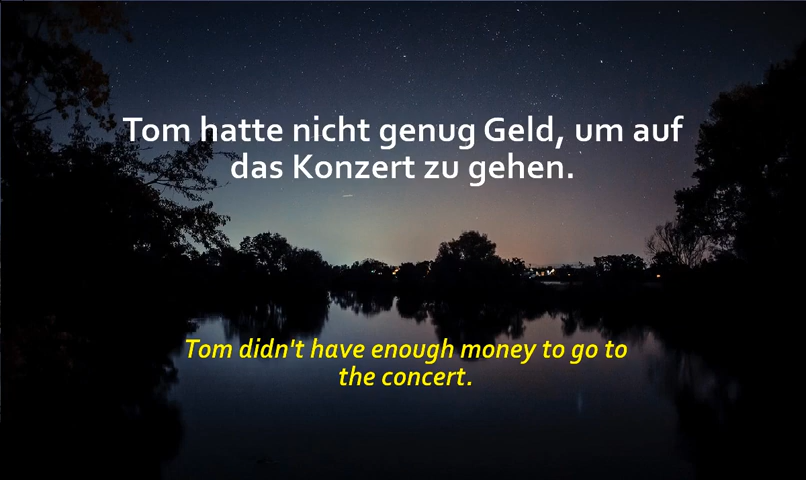 Tom hatte nicht genug Geld, um auf
das Konzert zu gehen.
Tom didn't have enough money to go to
the concert.